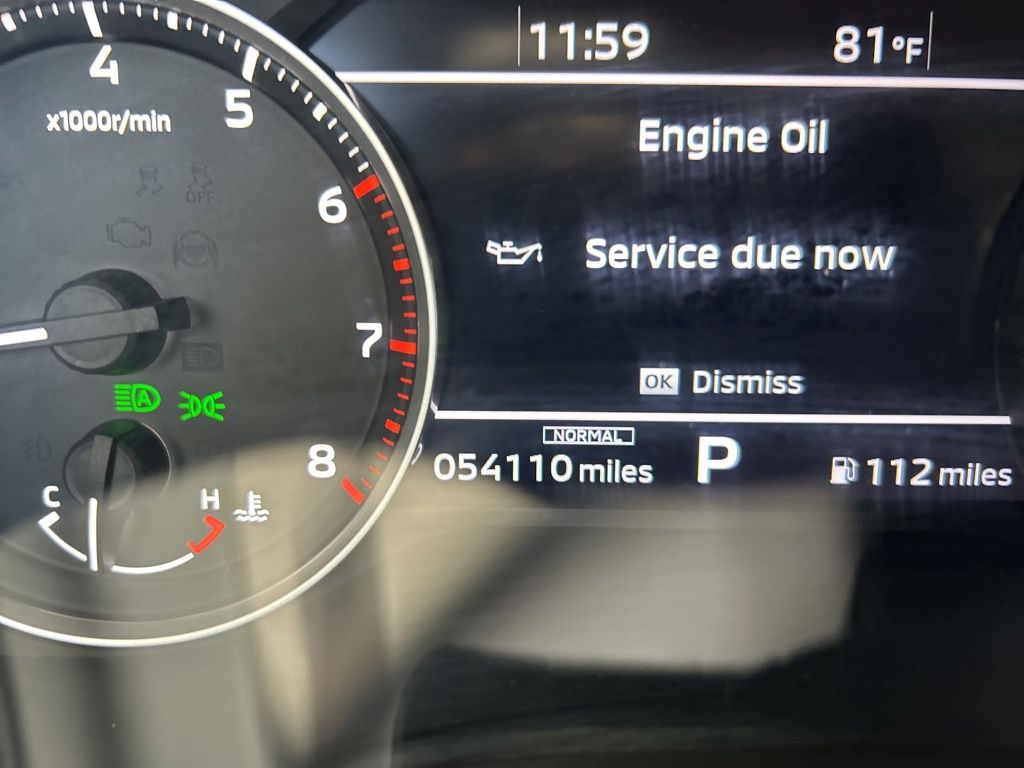 11:59
81°F
4
5
x1000r/min
Engine Oil
OFF
6
Service due now
7
OK Dismiss
A
NORMAL
8
054110 miles
P
112 miles
C
H